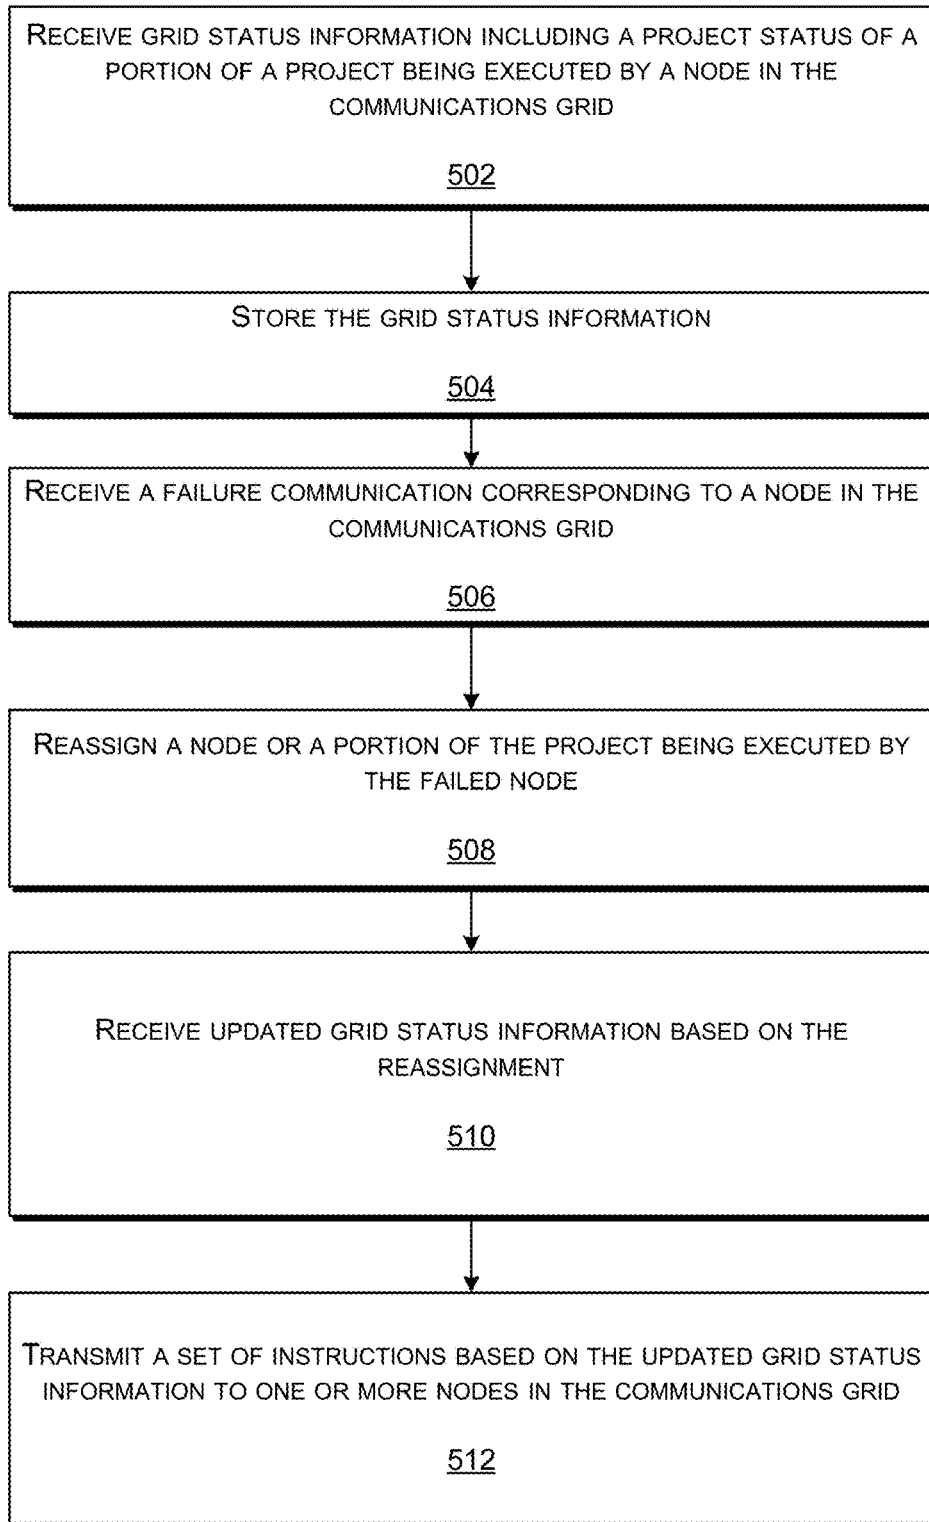 RECEIVE GRID STATUS INFORMATION INCLUDING A PROJECT STATUS OF A
PORTION OF A PROJECT BEING EXECUTED BY A NODE IN THE
COMMUNICATIONS GRID
502
STORE THE GRID STATUS INFORMATION
504
RECEIVE A FAILURE COMMUNICATION CORRESPONDING TO A NODE IN THE
COMMUNICATIONS GRID
506
REASSIGN A NODE OR A PORTION OF THE PROJECT BEING EXECUTED BY
THE FAILED NODE
508
RECEIVE UPDATED GRID STATUS INFORMATION BASED ON THE
REASSIGNMENT
510
TRANSMIT A SET OF INSTRUCTIONS BASED ON THE UPDATED GRID STATUS
INFORMATION TO ONE OR MORE NODES IN THE COMMUNICATIONS GRID
512